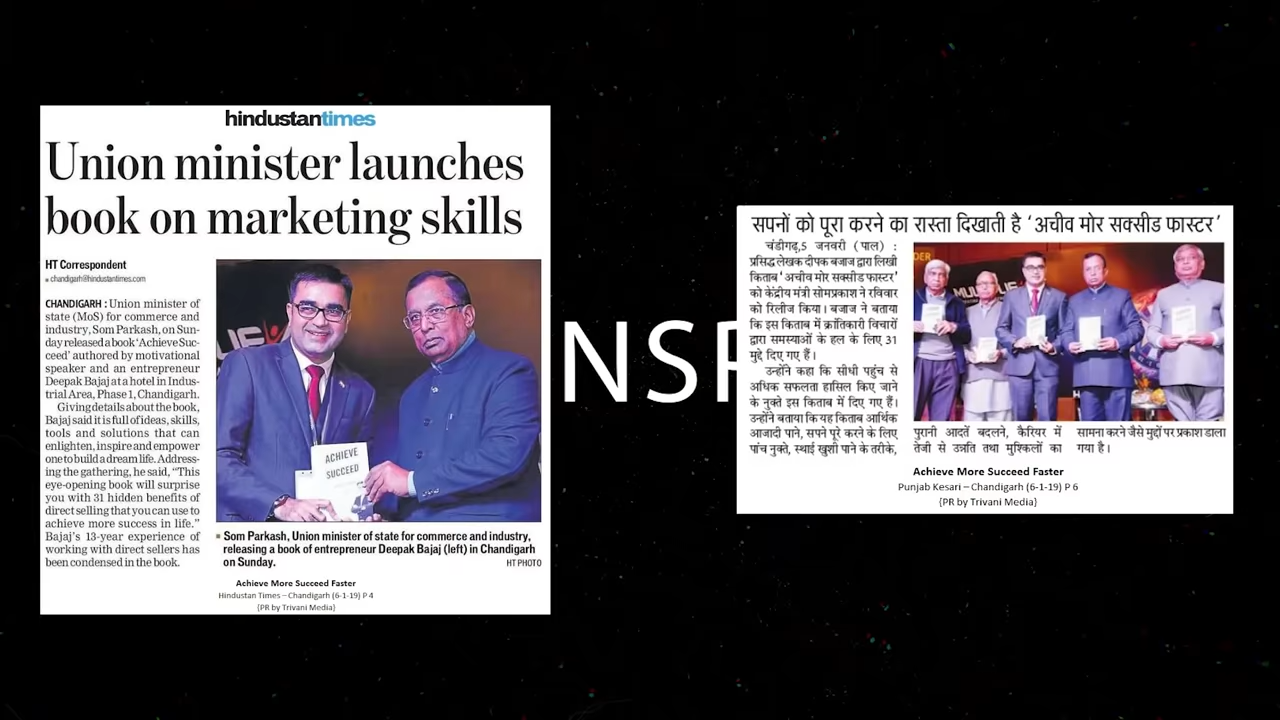 hindustantimes
Union minister launches
book on marketing skills
HT Correspondent
chandigarh@hindustantimes.com
CHANDIGARH : Union minister of
state (MoS) for commerce and
industry, Som Parkash, on Sun-
day released a book ‘Achieve Suc-
ceed’ authored by motivational
speaker and an entrepreneur
Deepak Bajaj at a hotel in Indus-
trial Area, Phase 1, Chandigarh.
Giving details about the book,
Bajaj said it is full of ideas, skills,
tools and solutions that can
enlighten, inspire and empower
one to build a dream life. Address-
ing the gathering, he said, “This
eye-opening book will surprise
you with 31 hidden benefits of
direct selling that you can use to
achieve more success in life.”
Bajaj’s 13-year experience of
working with direct sellers has
been condensed in the book.
ACHIEVE
SUCCEED
Som Parkash, Union minister of state for commerce and industry,
releasing a book of entrepreneur Deepak Bajaj (left) in Chandigarh
on Sunday.
HT PHOTO
Achieve More Succeed Faster
Hindustan Times – Chandigarh (6-1-19) P 4
{PR by Trivani Media}
NSF
सपनों को पूरा करने का रास्ता दिखाती है ‘अचीव मोर सक्सीड फास्टर’
चंडीगढ़,5 जनवरी (पाल) :
प्रसिद्ध लेखक दीपक बजाज द्वारा लिखी
किताब ‘अचीव मोर सक्सीड फास्टर’
को केंद्रीय मंत्री सोमप्रकाश ने रविवार
को रिलीज किया। बजाज ने बताया
कि इस किताब में क्रांतिकारी विचारों
द्वारा समस्याओं के हल के लिए 31
मुद्दे दिए गए हैं।
उन्होंने कहा कि सीधी पहुंच से
अधिक सफलता हासिल किए जाने
के नुक्ते इस किताब में दिए गए हैं।
उन्होंने बताया कि यह किताब आर्थिक
आजादी पाने, सपने पूरे करने के लिए
पांच नुक्ते, स्थाई खुशी पाने के तरीके,
पुरानी आदतें बदलने, कैरियर में
तेजी से उन्नति तथा मुश्किलों का
सामना करने जैसे मुद्दों पर प्रकाश डाला
गया है।
Achieve More Succeed Faster
Punjab Kesari – Chandigarh (6-1-19) P 6
{PR by Trivani Media}